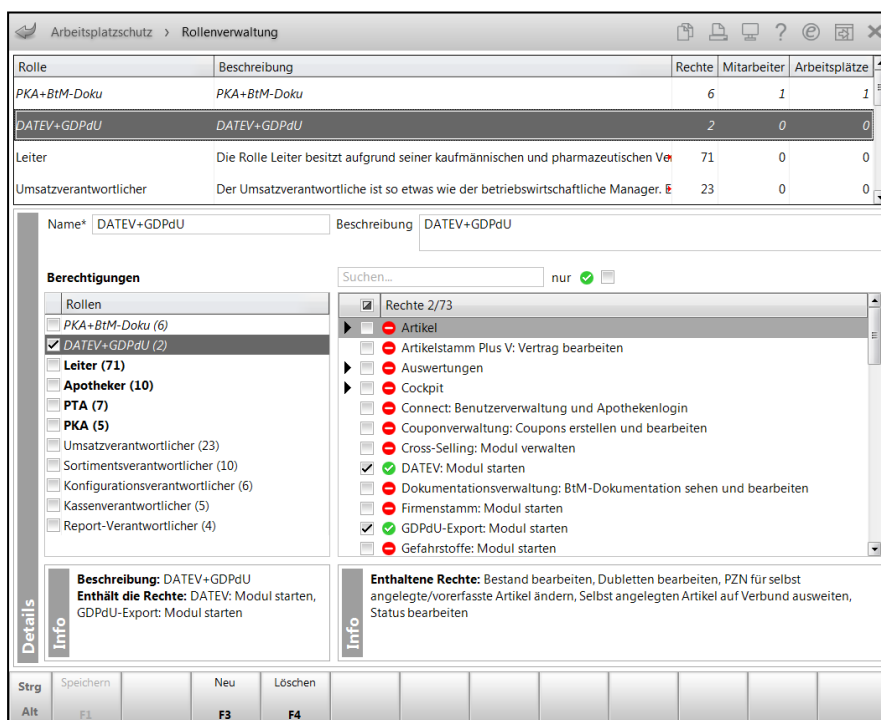 Arbeitsplatzschutz > Rollenverwaltung
Rolle Beschreibung Rechte Mitarbeiter Arbeitsplätze
PKA+BtM-Doku PKA+BtM-Doku 6 1 1
DATEV+GDPdU DATEV+GDPdU 2 0 0
Leiter Die Rolle Leiter besitzt aufgrund seiner kaufmännischen und pharmazeutischen 71 0 0
Umsatzverantwortlicher Der Umsatzverantwortliche ist so etwas wie der betriebswirtschaftliche Manager. 23 0 0
Name* DATEV+GDPdU Beschreibung DATEV+GDPdU
Berechtigungen Suchen... nur
Rollen
PKA+BtM-Doku (6)
DATEV+GDPdU (2)
Leiter (71)
Apotheker (10)
PTA (7)
PKA (5)
Umsatzverantwortlicher (23)
Sortimentsverantwortlicher (10)
Konfigurationsverantwortlicher (6)
Kassenverantwortlicher (5)
Report-Verantwortlicher (4)
Rechte 2/73
Artikel
Artikelstamm Plus V: Vertrag bearbeiten
Auswertungen
Cockpit
Connect: Benutzerverwaltung und Apothekenlogin
Couponverwaltung: Coupons erstellen und bearbeiten
Cross-Selling: Modul verwalten
DATEV: Modul starten
Dokumentationsverwaltung: BtM-Dokumentation sehen und bearbeiten
Firmenstamm: Modul starten
GDPdU-Export: Modul starten
Gefahrstoffe: Modul starten
Details
Info
Beschreibung: DATEV+GDPdU
Enthält die Rechte: DATEV: Modul starten,
GDPdU-Export: Modul starten
Info
Enthaltene Rechte: Bestand bearbeiten, Dubletten bearbeiten, PZN für selbst
angelegte/vorerfasste Artikel ändern, Selbst angelegten Artikel auf Verbund ausweiten,
Status bearbeiten
Strg Speichern Neu Löschen
Alt F1 F3 F4